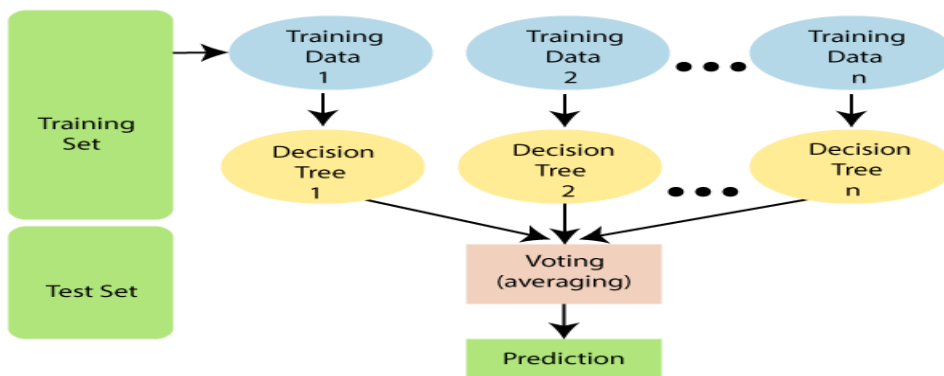 Training
Set
Test Set
Training
Data
1
Training
Data
2
Training
Data
n
Decision
Tree
1
Decision
Tree
2
Decision
Tree
n
Voting
(averaging)
Prediction